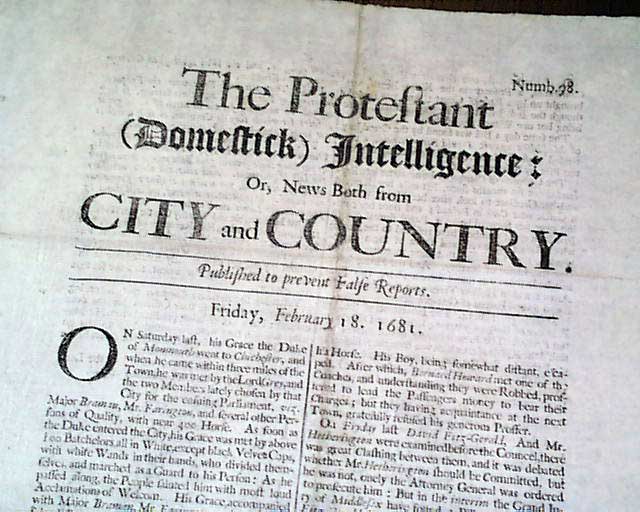 Numb. 98.
The Proteſtant
(Domeſtick) Intelligence:
Or, News Both from
CITY and COUNTRY.
Publiſhed to prevent Falſe Reports.
Friday, February 18. 1681.
ON Saturday laſt, his Grace the Duke
of Monmouth went to Chicheſter, and
when he came within three miles of the
Town, he was met by the Lord Grey, and
the two Members lately choſen by that
City for the enſuing Parliament, viz.
Major Braman, Mr. Farington, and ſeveral other Per-
ſons of Quality, with near 400 Horſe. As ſoon as
the Duke entered the City, his Grace was met by above
100 Batchelors, all in White, except black Velvet Caps,
with white Wands in their hands, who divided them-
ſelves, and marched as a Guard to his Perſon: As he
paſſed along, the People ſaluted him with moſt loud
Acclamations of Welcom. His Grace, accompanied
with Major Braman, Mr.
his Horſe. His Boy, being ſomewhat diſtant, eſca-
ped. After which, Bernard Howard met one of the
Coaches, and underſtanding they were Robbed, prof-
fered to lend the Paſſengers money to bear their
Charges; but they having acquaintance at the next
Town, gratefully refuſed his generous Proffer.
On Fryday laſt David Fitz-Gerald, And Mr.
Hetherington were examined before the Council, there
was great Claſhing between them, and it was debated
whether Mr. Hetherington ſhould be Committed, but
he was not, onely the Attorney General was ordered
to proſecute him: But in the interim the Grand In-
of Middleſex have found